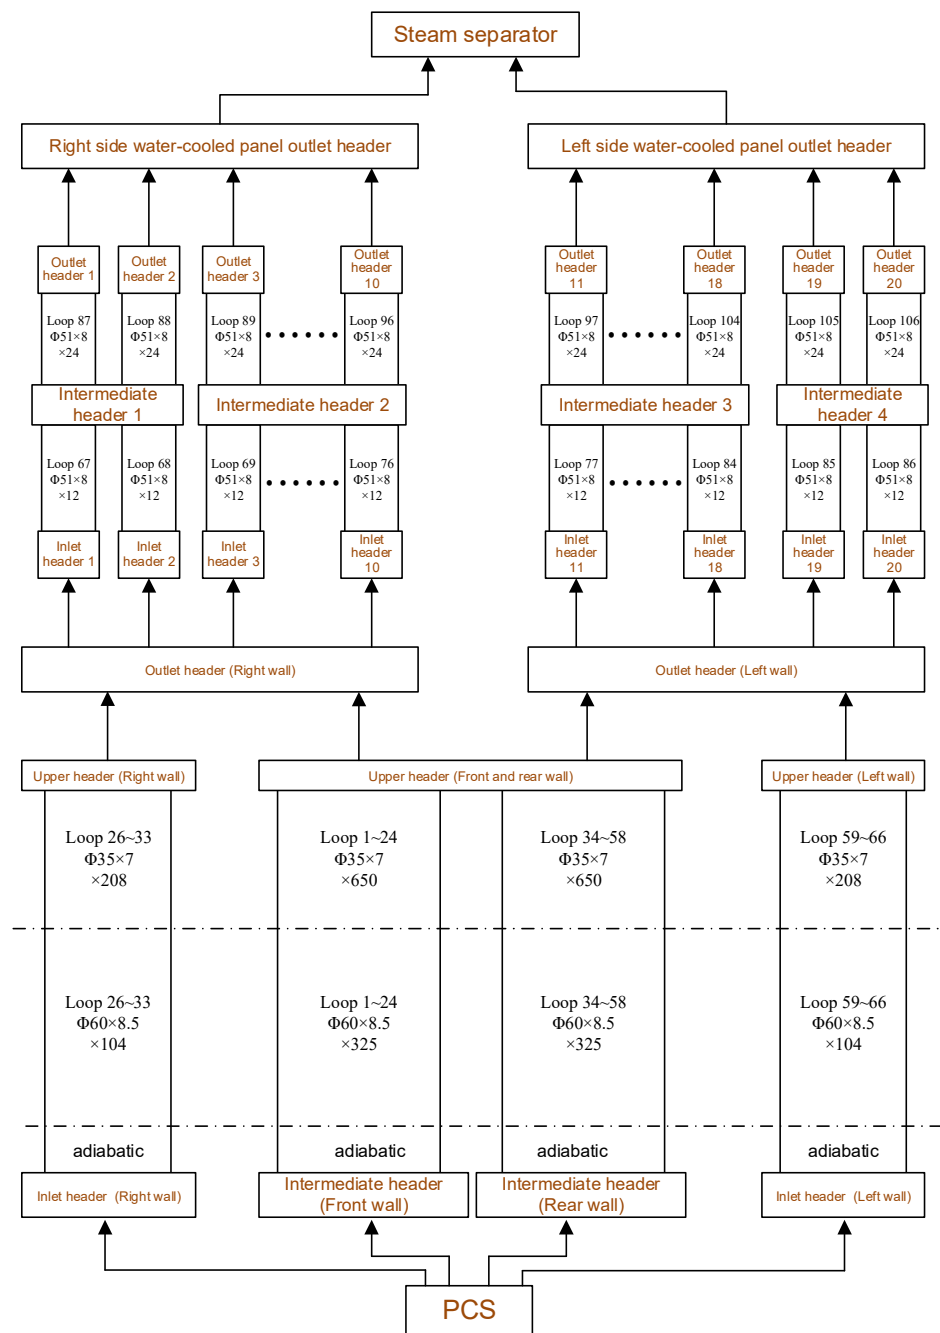 Steam separator
Right side water-cooled panel outlet header
Left side water-cooled panel outlet header
Outlet
header 1
Outlet
header 2
Outlet
header 3
Outlet
header
10
Outlet
header
11
Outlet
header
18
Outlet
header
19
Outlet
header
20
Loop 87
Φ51×8
×24
Loop 88
Φ51×8
×24
Loop 89
Φ51×8
×24
Loop 96
Φ51×8
×24
Loop 97
Φ51×8
×24
Loop 104
Φ51×8
×24
Loop 105
Φ51×8
×24
Loop 106
Φ51×8
×24
Intermediate
header 1
Intermediate header 2
Intermediate header 3
Intermediate
header 4
Loop 67
Φ51×8
×12
Loop 68
Φ51×8
×12
Loop 69
Φ51×8
×12
Loop 76
Φ51×8
×12
Loop 77
Φ51×8
×12
Loop 84
Φ51×8
×12
Loop 85
Φ51×8
×12
Loop 86
Φ51×8
×12
Inlet
header 1
Inlet
header 2
Inlet
header 3
Inlet
header
10
Inlet
header
11
Inlet
header
18
Inlet
header
19
Inlet
header
20
Outlet header (Right wall)
Outlet header (Left wall)
Upper header (Right wall)
Upper header (Front and rear wall)
Upper header (Left wall)
Loop 26~33
Φ35×7
×208
Loop 1~24
Φ35×7
×650
Loop 34~58
Φ35×7
×650
Loop 59~66
Φ35×7
×208
Loop 26~33
Φ60×8.5
×104
Loop 1~24
Φ60×8.5
×325
Loop 34~58
Φ60×8.5
×325
Loop 59~66
Φ60×8.5
×104
adiabatic
adiabatic
adiabatic
adiabatic
Inlet header (Right wall)
Intermediate header
(Front wall)
Intermediate header
(Rear wall)
Inlet header (Left wall)
PCS